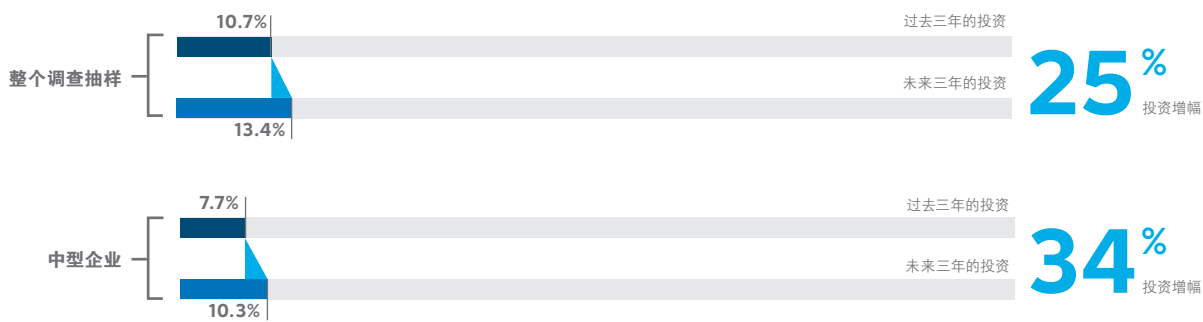 10.7%
过去三年的投资
整个调查抽样
未来三年的投资
13.4%
25%
投资增幅
7.7%
过去三年的投资
中型企业
未来三年的投资
10.3%
34%
投资增幅